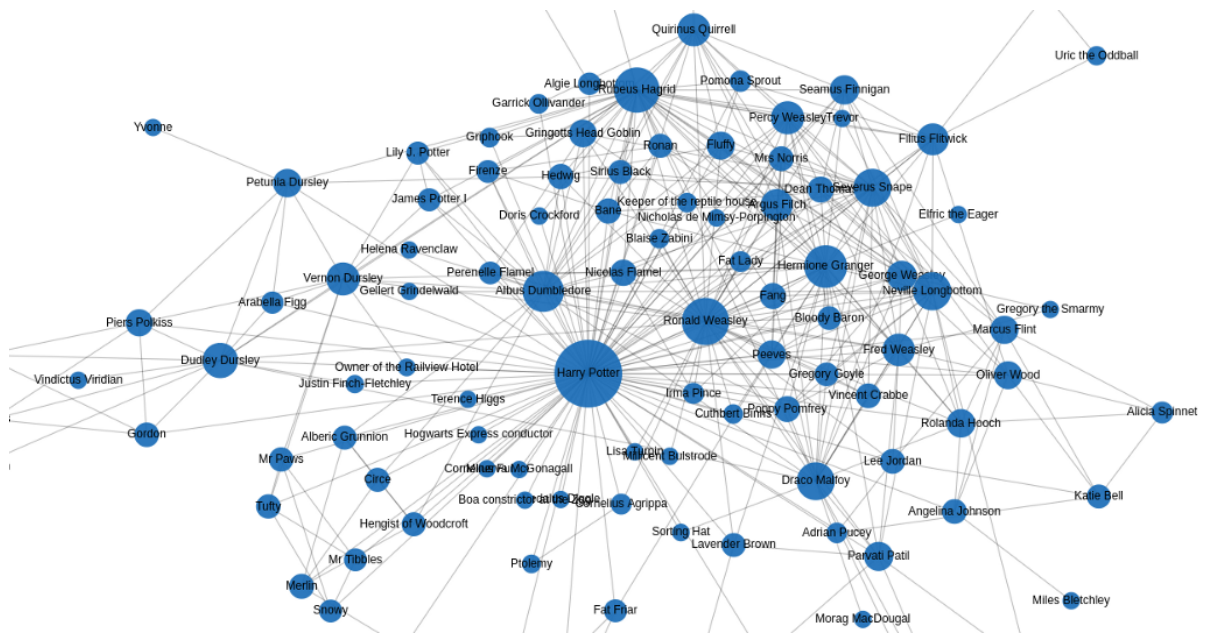 Quirinus Quirrell
Uric the Oddball
Algie Longbottom
Rubeus Hagrid
Pomona Sprout
Seamus Finnigan
Garrick Ollivander
Percy Weasley
Trevor
Yvonne
Griphook
Gringotts Head Goblin
Ronan
Fluffy
Filius Flitwick
Lily J. Potter
Mrs Norris
Firenze
Hedwig
Sirius Black
Petunia Dursley
Dean Thomas
Severus Snape
James Potter I
Keeper of the reptile house
Argus Filch
Doris Crockford
Bane
Nicholas de Mimsy-Porpington
Elfric the Eager
Blaise Zabini
Helena Ravenclaw
Fat Lady
Hermione Granger
Vernon Dursley
Perenelle Flamel
Nicolas Flamel
George Weasley
Gellert Grindelwald
Albus Dumbledore
Neville Longbottom
Arabella Figg
Fang
Gregory the Smarmy
Piers Polkiss
Ronald Weasley
Bloody Baron
Marcus Flint
Dudley Dursley
Peeves
Fred Weasley
Owner of the Railview Hotel
Harry Potter
Gregory Goyle
Oliver Wood
Vindictus Viridian
Justin Finch-Fletchley
Terence Higgs
Irma Pince
Vincent Crabbe
Cuthbert Binns
Poppy Pomfrey
Alicia Spinnet
Rolanda Hooch
Gordon
Alberic Grunnion
Hogwarts Express conductor
Lisa Turpin
Millicent Bulstrode
Mr Paws
Lee Jordan
Minerva McGonagall
Circe
Draco Malfoy
Boa constrictor at the
Cornelius Agrippa
Katie Bell
Tufty
Angelina Johnson
Hengist of Woodcroft
Sorting Hat
Adrian Pucey
Lavender Brown
Parvati Patil
Mr Tibbles
Ptolemy
Merlin
Snowy
Fat Friar
Miles Bletchley
Morag MacDougal